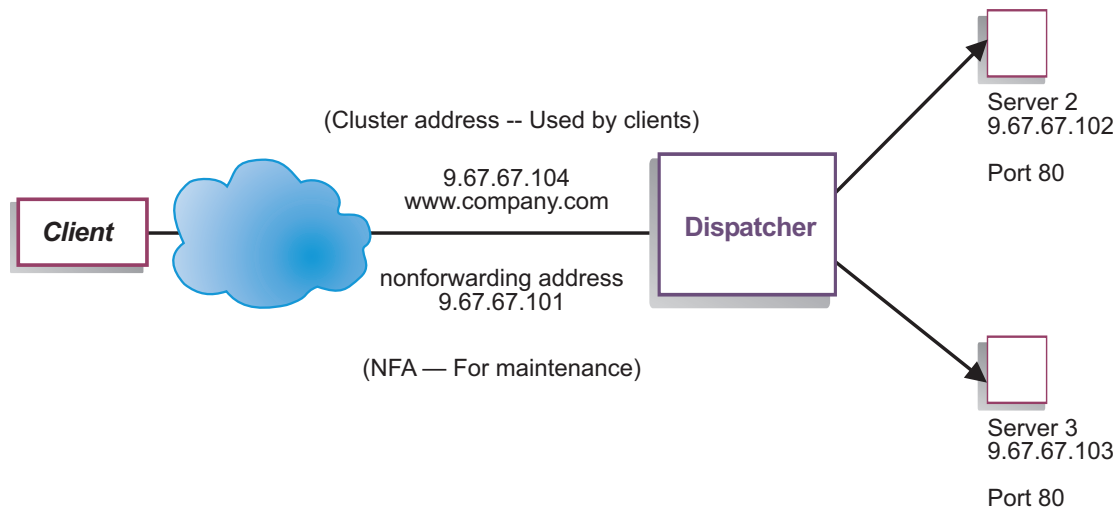 (Cluster address -- Used by clients)
9.67.67.104
www.company.com
Client
Dispatcher
nonforwarding address
9.67.67.101
(NFA — For maintenance)
Server 2
9.67.67.102
Port 80
Server 3
9.67.67.103
Port 80